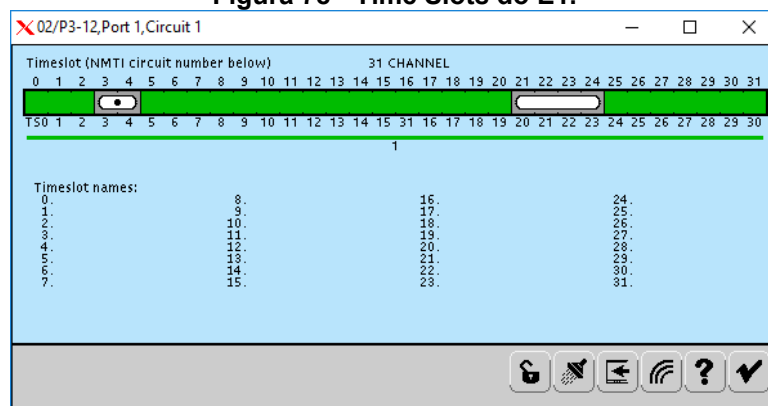 Figura 78 - Time Slots do E1.
02/P3-12,Port 1,Circuit 1
Timeslot (NMTI circuit number below) 31 CHANNEL
0 1 2 3 4 5 6 7 8 9 10 11 12 13 14 15 16 17 18 19 20 21 22 23 24 25 26 27 28 29 30 31
TS0 1 2 3 4 5 6 7 8 9 10 11 12 13 14 15 31 16 17 18 19 20 21 22 23 24 25 26 27 28 29 30
1
Timeslot names:
0. 8. 16. 24.
1. 9. 17. 25.
2. 10. 18. 26.
3. 11. 19. 27.
4. 12. 20. 28.
5. 13. 21. 29.
6. 14. 22. 30.
7. 15. 23. 31.
?